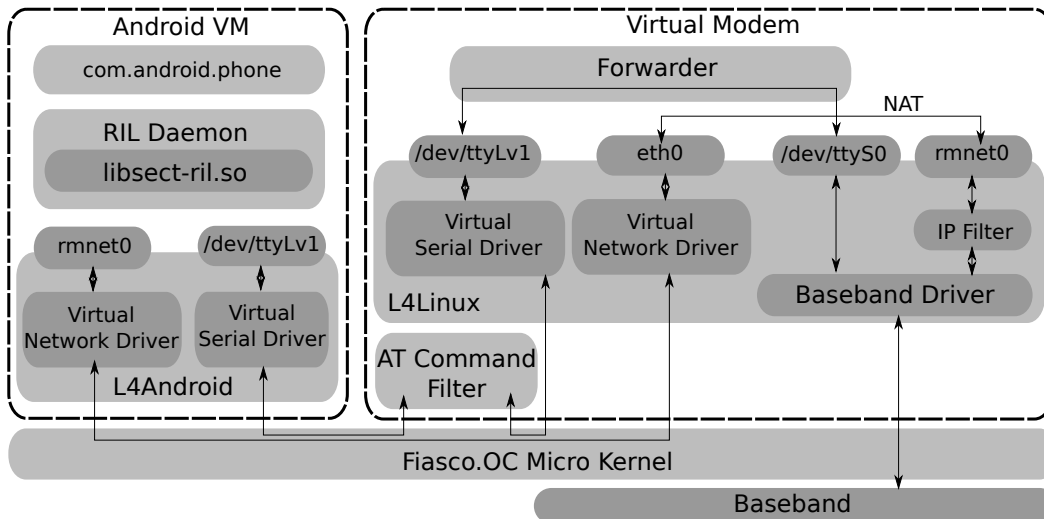 Android VM
com.android.phone
RIL Daemon
libsect-ril.so
rmnet0
/dev/ttyLv1
Virtual
Network Driver
Virtual
Serial Driver
L4Android
Virtual Modem
Forwarder
NAT
/dev/ttyLv1
eth0
/dev/ttyS0
rmnet0
Virtual
Serial Driver
Virtual
Network Driver
IP Filter
L4Linux
Baseband Driver
AT Command
Filter
Fiasco.OC Micro Kernel
Baseband